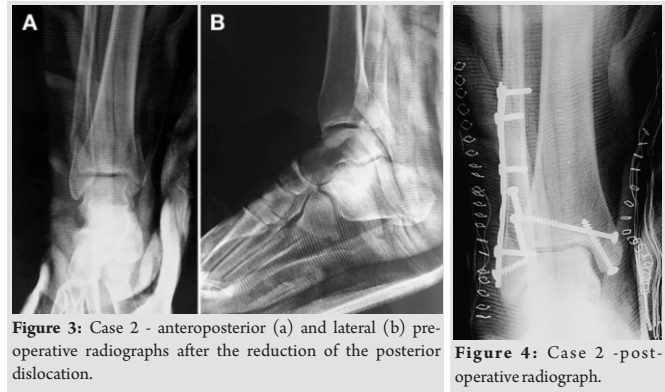 A
B
Figure 3: Case 2 - anteroposterior (a) and lateral (b) pre-
operative radiographs after the reduction of the posterior
dislocation.
Figure 4: Case 2 -post-
operative radiograph.